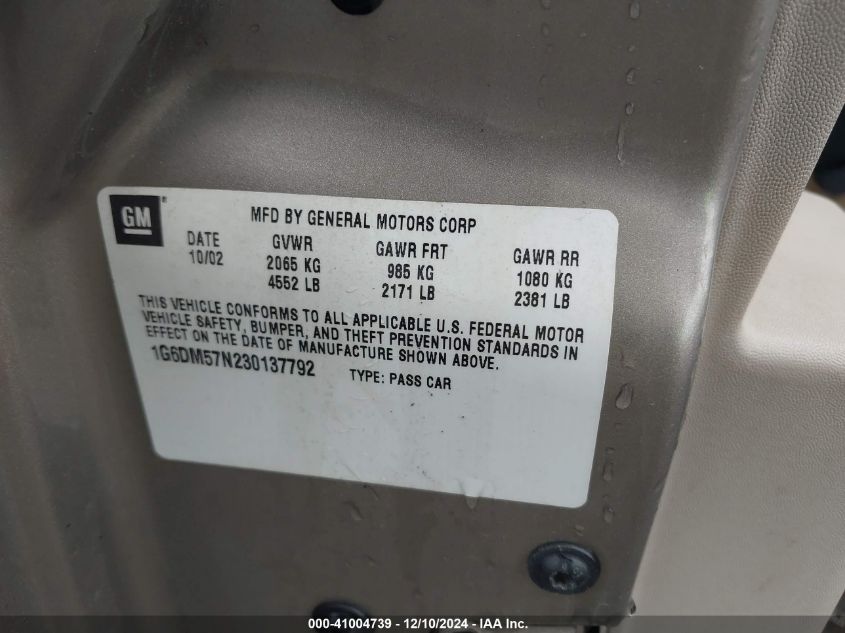 GM
MFD BY GENERAL MOTORS CORP
DATE GVWR GAWR FRT GAWR RR
10/02 2065 KG 985 KG 1080 KG
4552 LB 2171 LB 2381 LB
THIS VEHICLE CONFORMS TO ALL APPLICABLE U.S. FEDERAL MOTOR
VEHICLE SAFETY, BUMPER, AND THEFT PREVENTION STANDARDS IN
EFFECT ON THE DATE OF MANUFACTURE SHOWN ABOVE.
1G6DM57N230137792 TYPE: PASS CAR
000-41004739 - 12/10/2024 - IAA Inc.